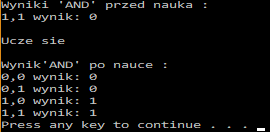 Wyniki 'AND' przed nauka :
1,1 wynik: 0
Ucze sie
Wynik'AND' po nauce :
0,0 wynik: 0
0,1 wynik: 0
1,0 wynik: 1
1,1 wynik: 1
Press any key to continue . . .